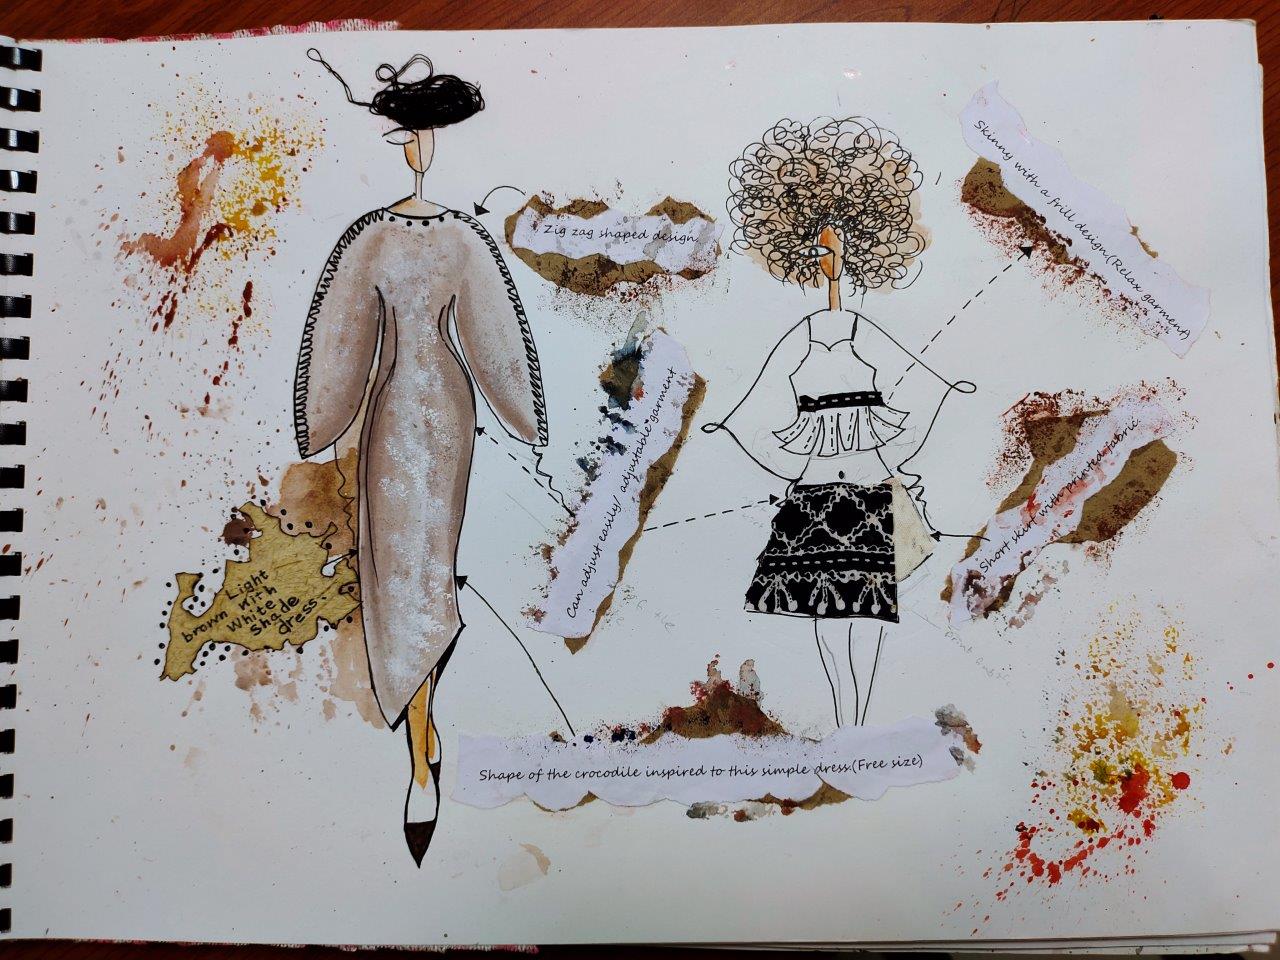 Zig zag shaped design
Skinny with a frill design(Relax garment)
Can adjust easily/ adjustable garment
Short skirt with Printed fabric
Light
brown with
White
Shade
dress.
Shape of the crocodile inspired to this simple dress.(Free size)